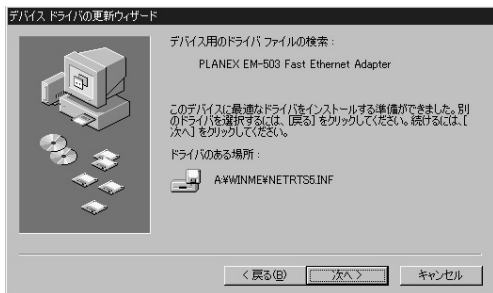 デバイス ドライバの更新ウィザード
デバイス用のドライバ ファイルの検索 :
PLANEX EM-503 Fast Ethernet Adapter
このデバイスに最適なドライバをインストールする準備ができました。別
のドライバを選択するには、[戻る] をクリックしてください。続けるには、[
次へ] をクリックしてください。
ドライバのある場所 :
A:¥WINME¥NETRTS5.INF
< 戻る(B)
次へ >
キャンセル